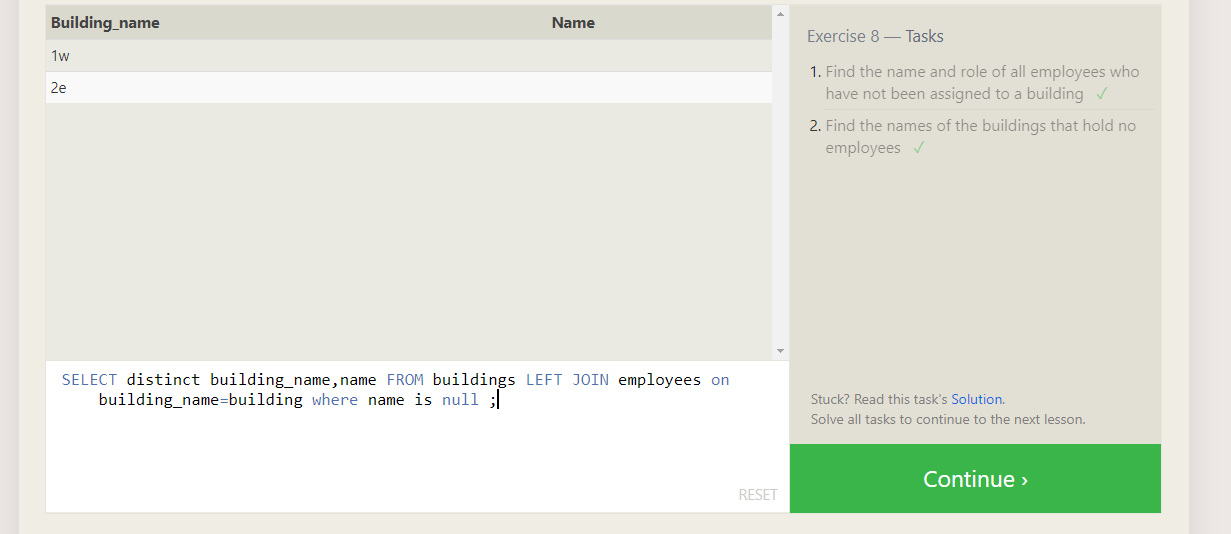 Building_name Name
1w
2e
SELECT distinct building_name,name FROM buildings LEFT JOIN employees on
building_name=building where name is null ;
RESET
Exercise 8 — Tasks
1. Find the name and role of all employees who
have not been assigned to a building ✓
2. Find the names of the buildings that hold no
employees ✓
Stuck? Read this task's Solution.
Solve all tasks to continue to the next lesson.
Continue ›